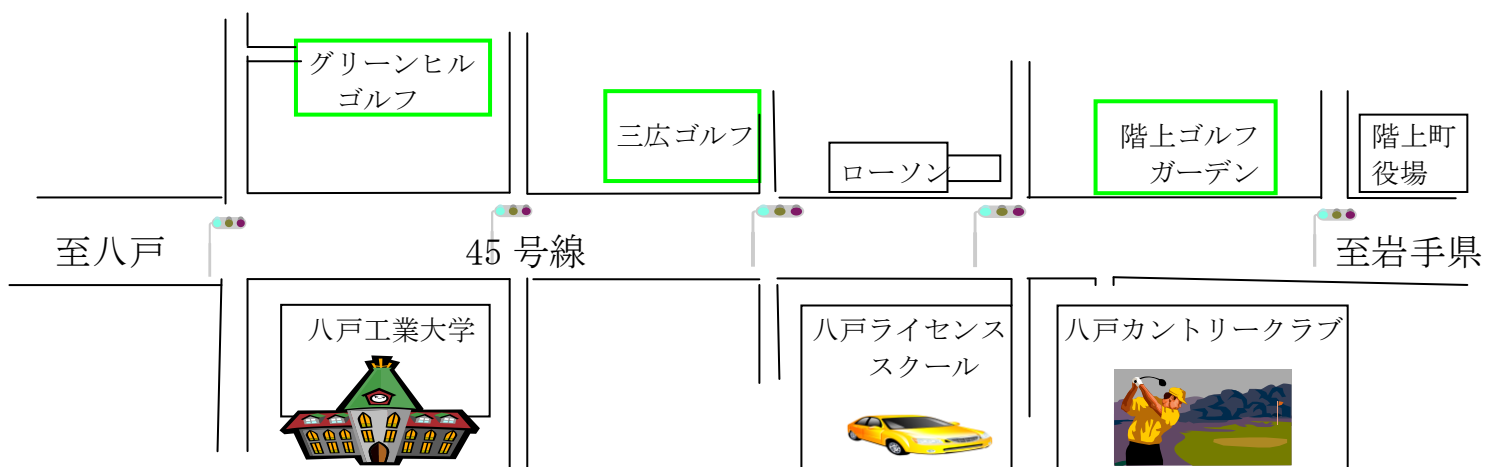 グリーンヒル
ゴルフ
三広ゴルフ
ローソン
階上ゴルフ
ガーデン
階上町
役場
至八戸
45 号線
至岩手県
八戸工業大学
八戸ライセンス
スクール
八戸カントリークラブ